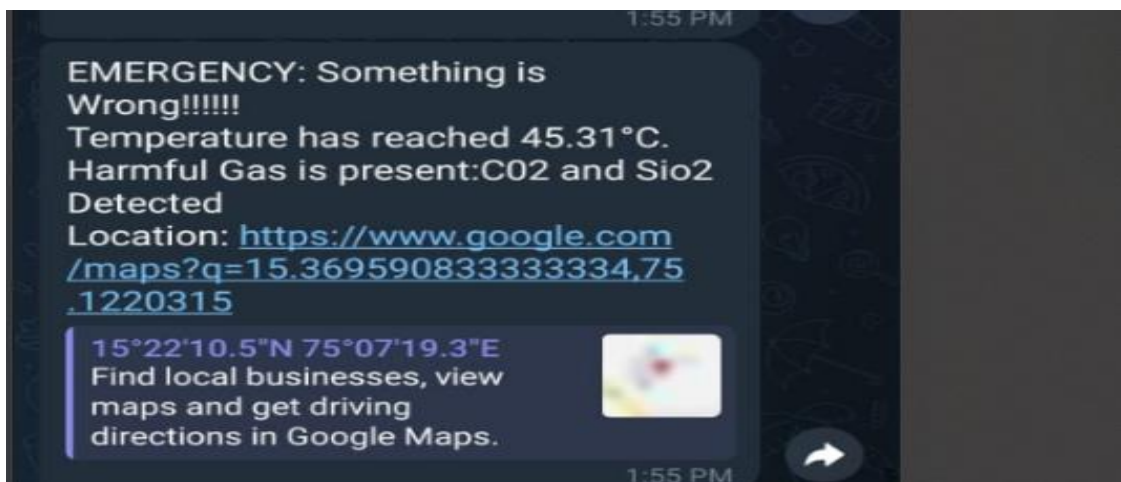 1:55 PM
EMERGENCY: Something is
Wrong!!!!!!
Temperature has reached 45.31°C.
Harmful Gas is present:C02 and Sio2
Detected
Location: https://www.google.com
/maps?q=15.369590833333334,75
.1220315
15°22'10.5"N 75°07'19.3"E
Find local businesses, view
maps and get driving
directions in Google Maps.
1:55 PM